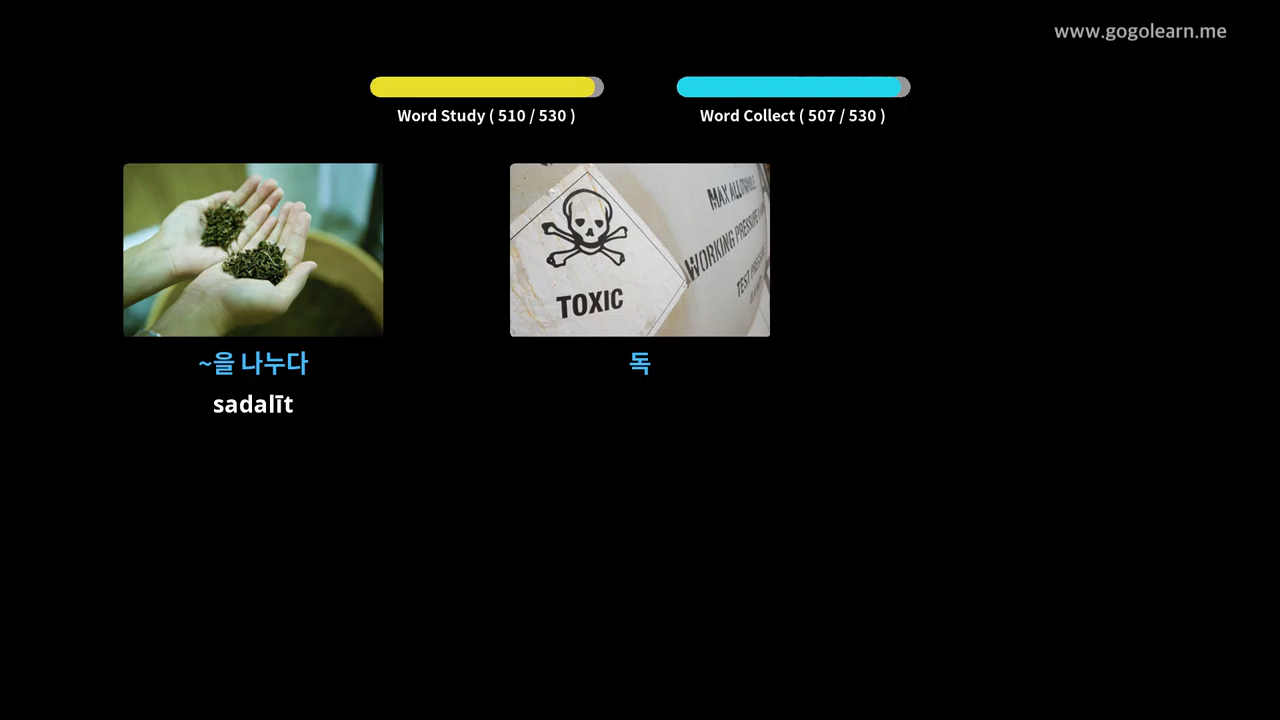 www.gogolearn.me
Word Study ( 510 / 530 )
Word Collect ( 507 / 530 )
TOXIC
MAX ALLOWABLE
WORKING PRESSURE
~을 나누다
독
sadalīt